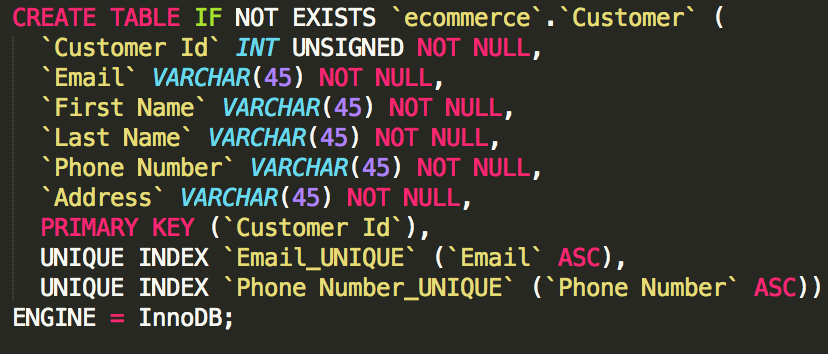 CREATE TABLE IF NOT EXISTS `ecommerce`.`Customer` (
  `Customer Id` INT UNSIGNED NOT NULL,
  `Email` VARCHAR(45) NOT NULL,
  `First Name` VARCHAR(45) NOT NULL,
  `Last Name` VARCHAR(45) NOT NULL,
  `Phone Number` VARCHAR(45) NOT NULL,
  `Address` VARCHAR(45) NOT NULL,
  PRIMARY KEY (`Customer Id`),
  UNIQUE INDEX `Email_UNIQUE` (`Email` ASC),
  UNIQUE INDEX `Phone Number_UNIQUE` (`Phone Number` ASC))
ENGINE = InnoDB;